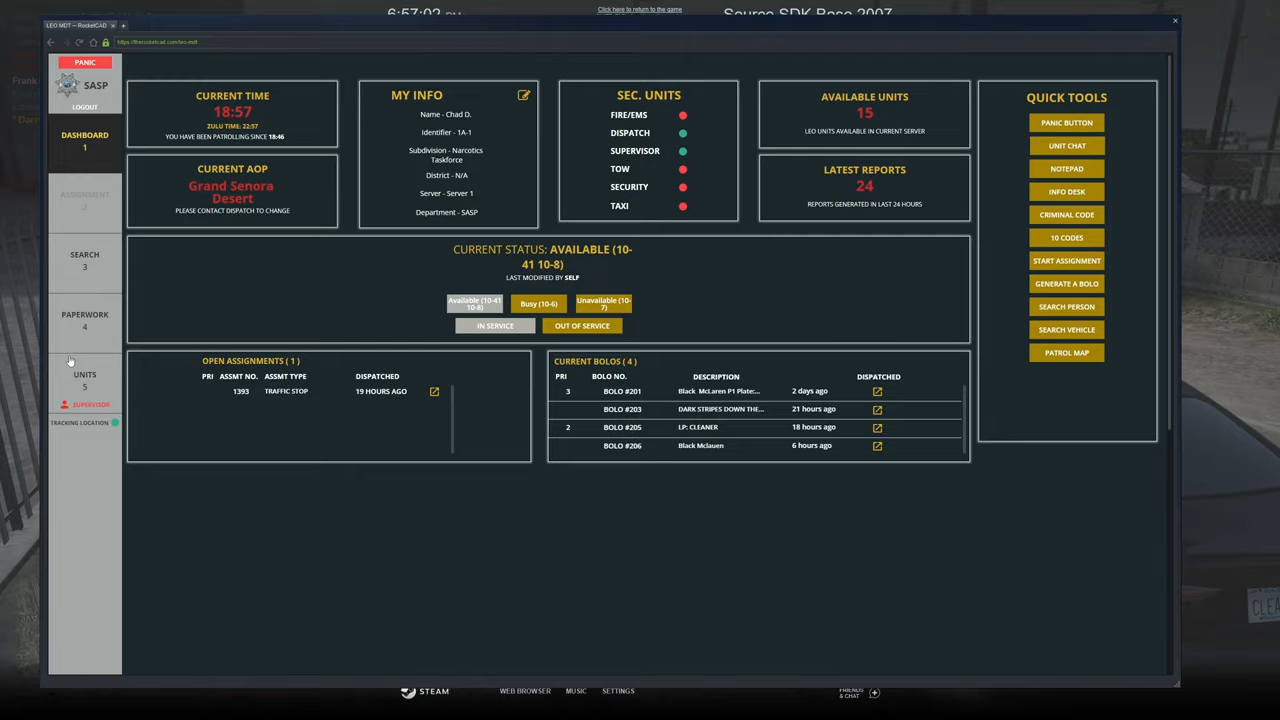 6:57:02 PM
Click here to return to the game
Source SDK Base 2007
LEO MDT – RocketCAD
https://therocketcad.com/leo-mdt
Frank
PANIC
SASP
LOGOUT
DASHBOARD
1
ASSIGNMENT
2
SEARCH
3
PAPERWORK
4
UNITS
5
SUPERVISOR
TRACKING LOCATION
CURRENT TIME
18:57
ZULU TIME: 22:57
YOU HAVE BEEN PATROLLING SINCE 18:46
CURRENT AOP
Grand Senora
Desert
PLEASE CONTACT DISPATCH TO CHANGE
MY INFO
Name - Chad D.
Identifier - 1A-1
Subdivision - Narcotics
Taskforce
District - N/A
Server - Server 1
Department - SASP
SEC. UNITS
FIRE/EMS
DISPATCH
SUPERVISOR
TOW
SECURITY
TAXI
AVAILABLE UNITS
15
LEO UNITS AVAILABLE IN CURRENT SERVER
LATEST REPORTS
24
REPORTS GENERATED IN LAST 24 HOURS
QUICK TOOLS
PANIC BUTTON
UNIT CHAT
NOTEPAD
INFO DESK
CRIMINAL CODE
10 CODES
START ASSIGNMENT
GENERATE A BOLO
SEARCH PERSON
SEARCH VEHICLE
PATROL MAP
CURRENT STATUS: AVAILABLE (10-
41 10-8)
LAST MODIFIED BY SELF
Available (10-41
10-8)
Busy (10-6)
Unavailable (10-
7)
IN SERVICE
OUT OF SERVICE
OPEN ASSIGNMENTS ( 1 )
PRI ASSMT NO. ASSMT TYPE DISPATCHED
1393 TRAFFIC STOP 19 HOURS AGO
CURRENT BOLOS ( 4 )
PRI BOLO NO. DESCRIPTION DISPATCHED
3 BOLO #201 Black McLaren P1 Plate:... 2 days ago
BOLO #203 DARK STRIPES DOWN THE... 21 hours ago
2 BOLO #205 LP: CLEANER 18 hours ago
BOLO #206 Black Mclauen 6 hours ago
CLEA
STEAM
WEB BROWSER
MUSIC
SETTINGS
FRIENDS
& CHAT